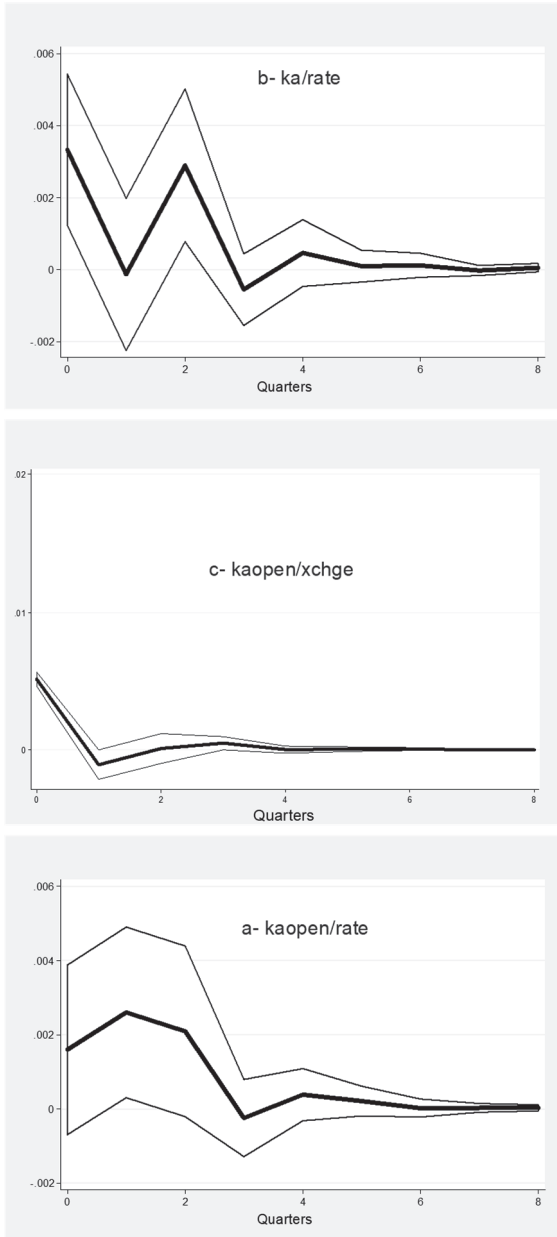 b- ka/rate
.006
.004
.002
0
-.002
0 2 4 6 8
Quarters
c- kaopen/xchge
.02
.01
0
0 2 4 6 8
Quarters
a- kaopen/rate
.006
.004
.002
0
-.002
0 2 4 6 8
Quarters